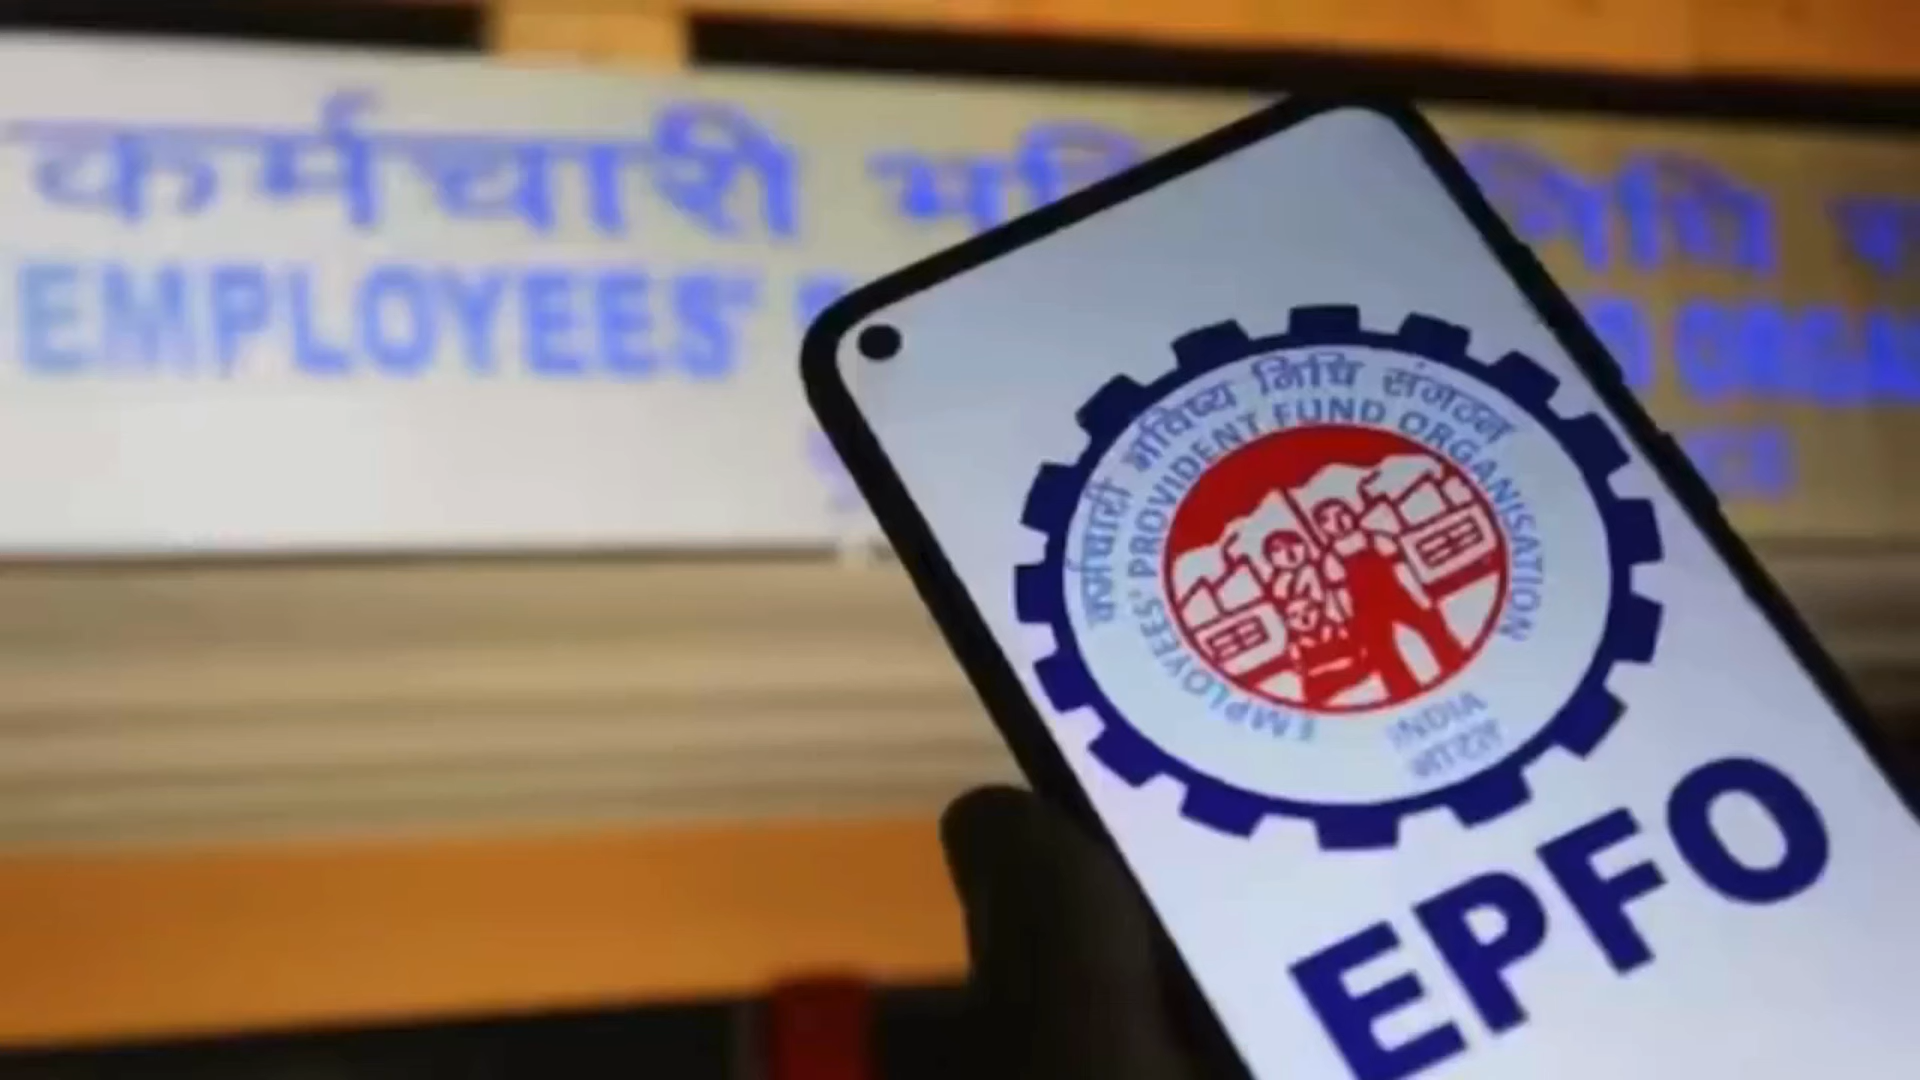 कर्मचारी भ
EMPLOYEES'
कर्मचारी भविष्य निधि संगठन
EMPLOYEES' PROVIDENT FUND ORGANISATION
INDIA
भारत
EPFO